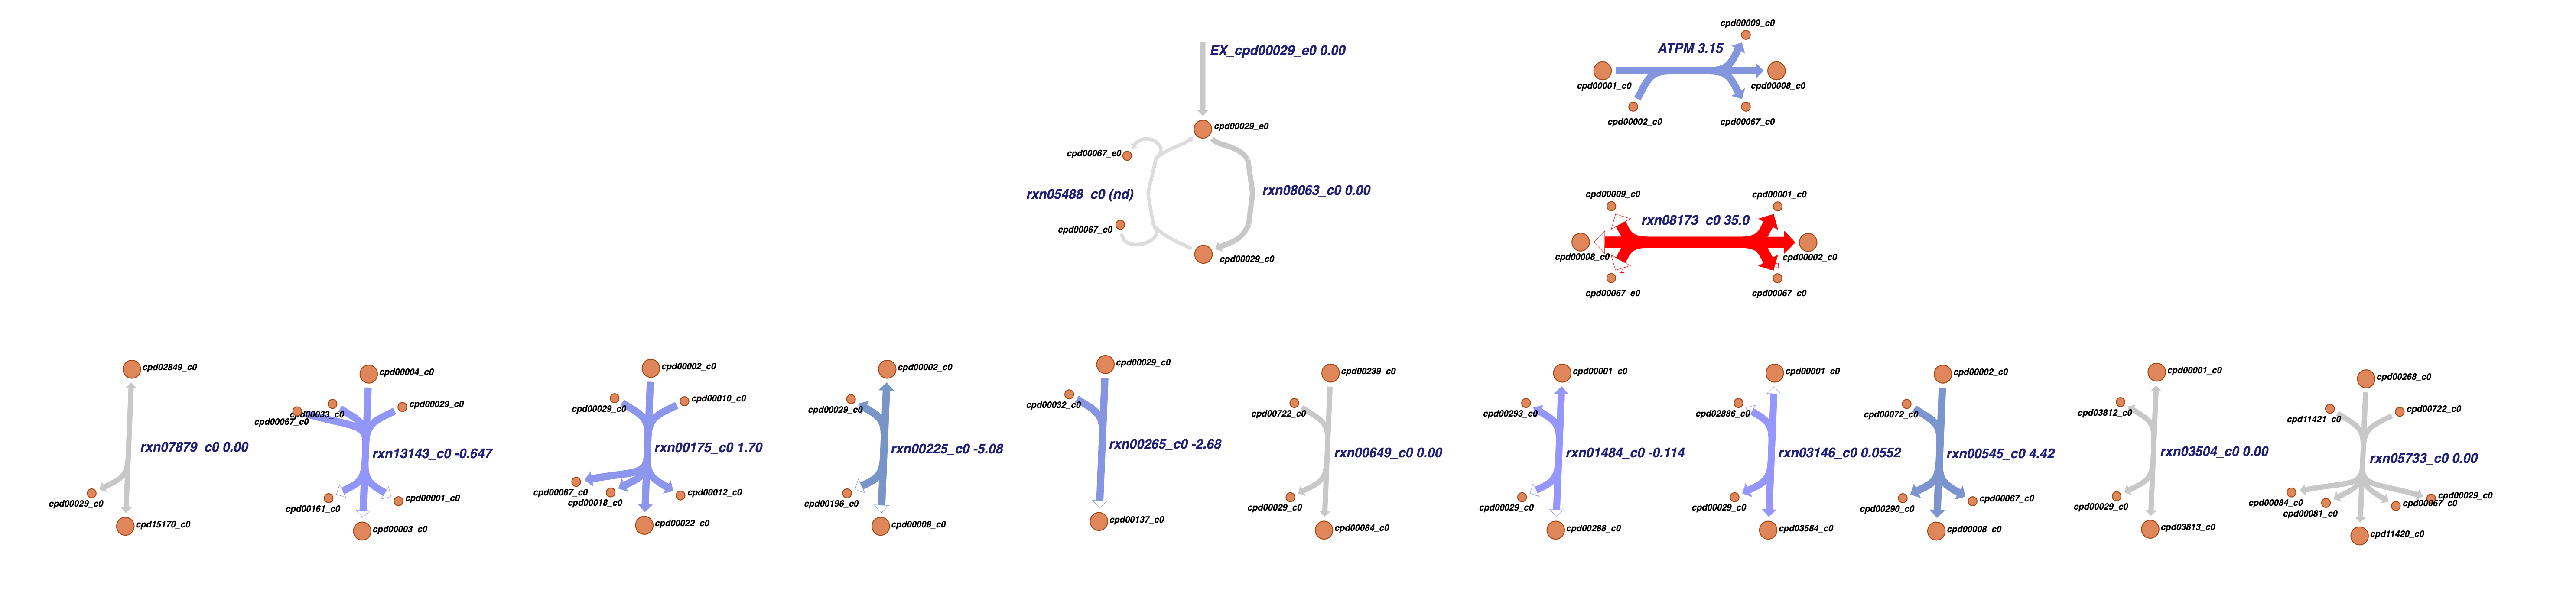 cpd00009_c0
EX_cpd00029_e0 0.00
ATPM 3.15
cpd00001_c0
cpd00008_c0
cpd00002_c0
cpd00067_c0
cpd00029_e0
cpd00067_e0
rxn05488_c0 (nd)
rxn08063_c0 0.00
cpd00067_c0
cpd00029_c0
cpd00009_c0
cpd00001_c0
rxn08173_c0 35.0
cpd00008_c0
cpd00002_c0
4
3
cpd00067_e0
cpd00067_c0
cpd02849_c0
rxn07879_c0 0.00
cpd00029_c0
cpd15170_c0
cpd00004_c0
cpd00033_c0
cpd00029_c0
cpd00067_c0
rxn13143_c0 -0.647
cpd00161_c0
cpd00001_c0
cpd00003_c0
cpd00002_c0
cpd00029_c0
cpd00010_c0
rxn00175_c0 1.70
cpd00067_c0
cpd00018_c0
cpd00012_c0
cpd00022_c0
cpd00002_c0
cpd00029_c0
rxn00225_c0 -5.08
cpd00196_c0
cpd00008_c0
cpd00029_c0
cpd00032_c0
rxn00265_c0 -2.68
cpd00137_c0
cpd00239_c0
cpd00722_c0
rxn00649_c0 0.00
cpd00029_c0
cpd00084_c0
cpd00001_c0
cpd00293_c0
rxn01484_c0 -0.114
cpd00029_c0
cpd00288_c0
cpd00001_c0
cpd02886_c0
rxn03146_c0 0.0552
cpd00029_c0
cpd03584_c0
cpd00002_c0
cpd00072_c0
rxn00545_c0 4.42
cpd00290_c0
cpd00067_c0
cpd00008_c0
cpd00001_c0
cpd03812_c0
rxn03504_c0 0.00
cpd00029_c0
cpd03813_c0
cpd00268_c0
cpd11421_c0
cpd00722_c0
rxn05733_c0 0.00
cpd00084_c0
cpd00081_c0
cpd00067_c0
cpd00029_c0
cpd11420_c0